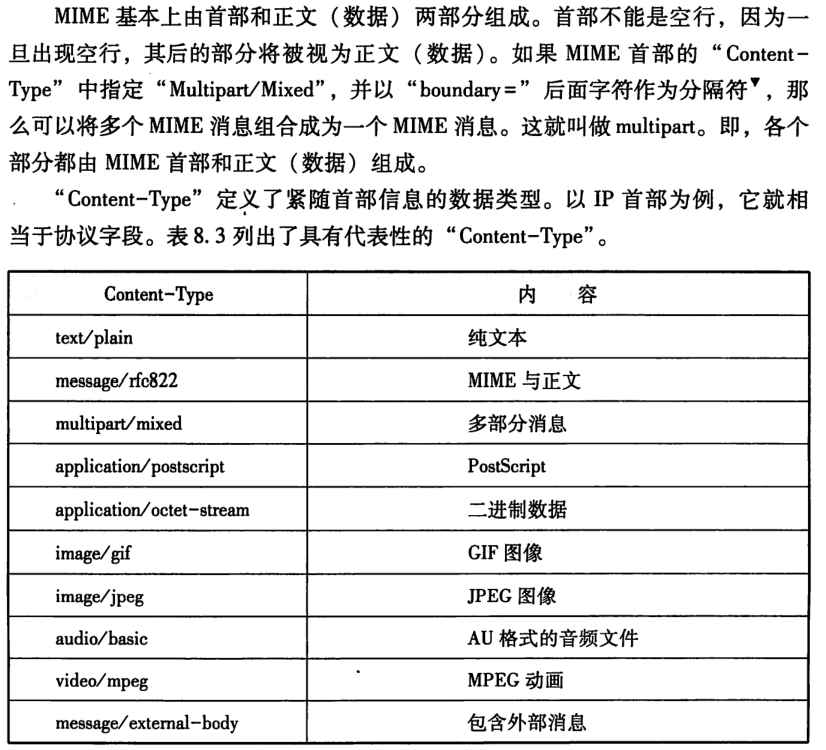 MIME 基本上由首部和正文（数据）两部分组成。首部不能是空行，因为一
旦出现空行，其后的部分将被视为正文（数据）。如果 MIME 首部的“Content-
Type”中指定“Multipart/Mixed”，并以“boundary=”后面字符作为分隔符▼，那
么可以将多个 MIME 消息组合成为一个 MIME 消息。这就叫做 multipart。即，各个
部分都由 MIME 首部和正文（数据）组成。
“Content-Type”定义了紧随首部信息的数据类型。以 IP 首部为例，它就相
当于协议字段。表 8.3 列出了具有代表性的“Content-Type”。
Content-Type 内 容
text/plain 纯文本
message/rfc822 MIME 与正文
multipart/mixed 多部分消息
application/postscript PostScript
application/octet-stream 二进制数据
image/gif GIF 图像
image/jpeg JPEG 图像
audio/basic AU 格式的音频文件
video/mpeg MPEG 动画
message/external-body 包含外部消息